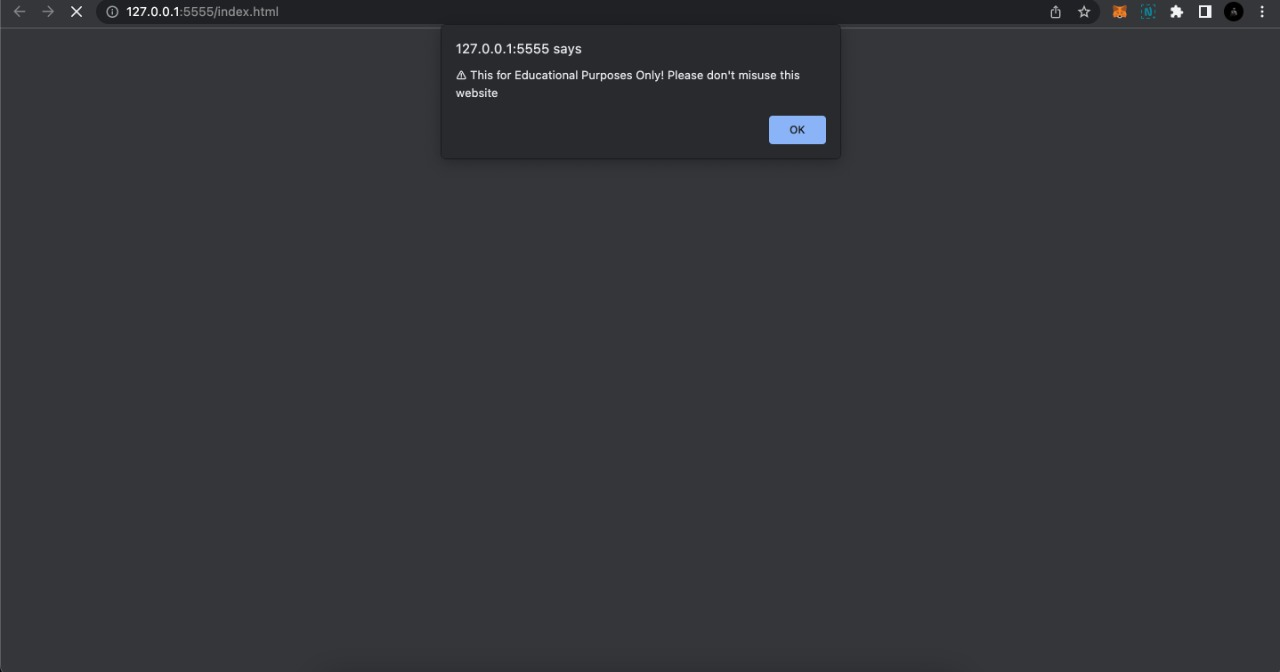 127.0.0.1:5555/index.html
127.0.0.1:5555 says
⚠ This for Educational Purposes Only! Please don't misuse this
website
OK